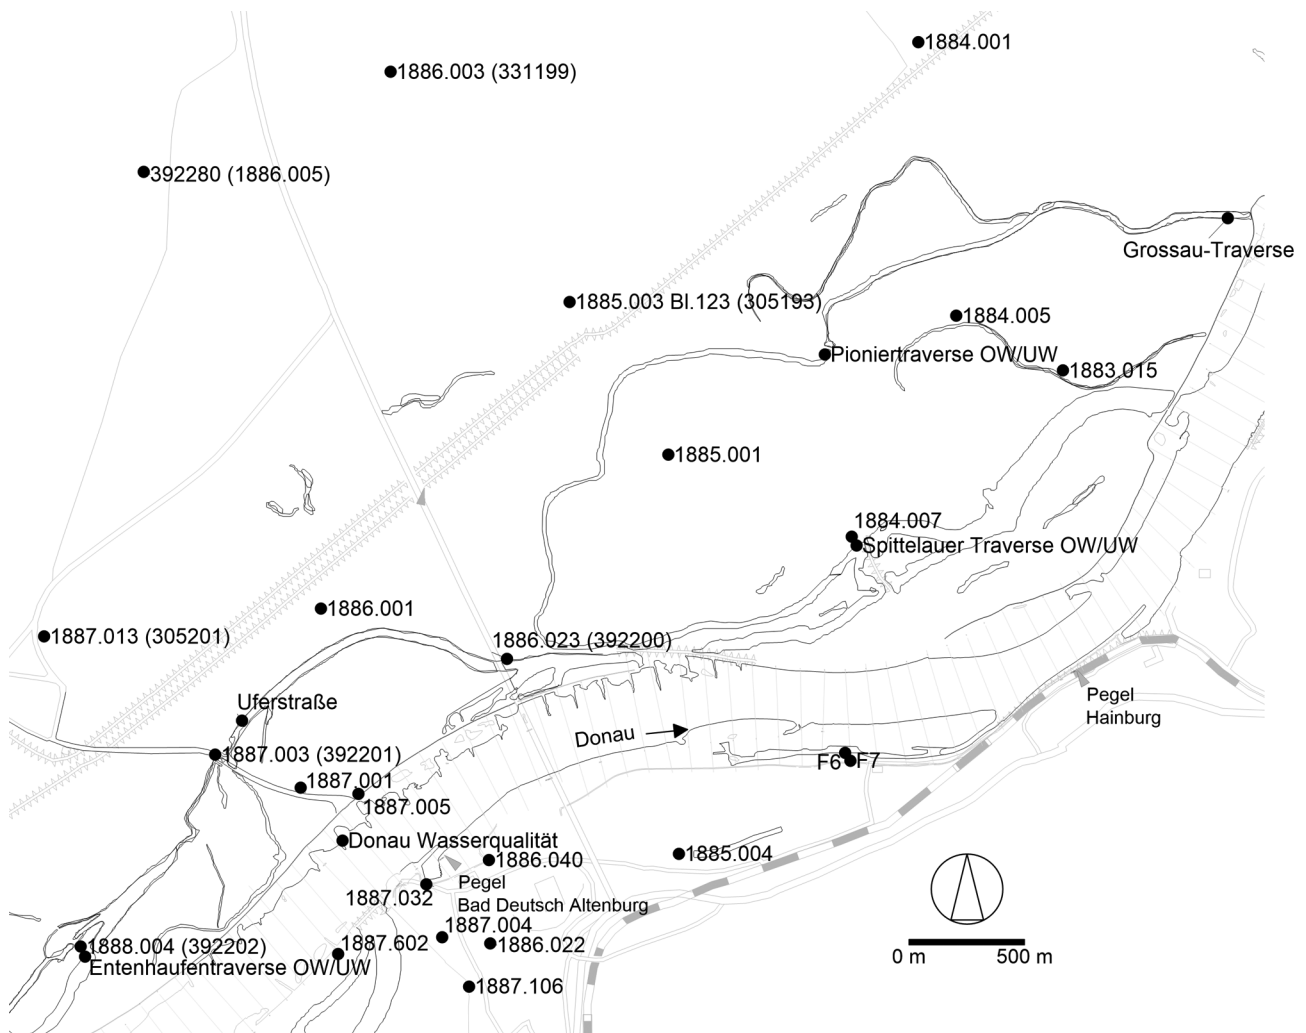 1884.001
1886.003 (331199)
392280 (1886.005)
Grossau-Traverse
1885.003 Bl.123 (305193)
1884.005
Pioniertraverse OW/UW
1883.015
1885.001
1884.007
Spittelauer Traverse OW/UW
1886.001
1887.013 (305201)
1886.023 (392200)
Uferstraße
Pegel
Hainburg
Donau
1887.003 (392201)
F6
F7
1887.001
1887.005
Donau Wasserqualität
1886.040
1885.004
1887.032
Pegel
Bad Deutsch Altenburg
1887.004
1887.602
1886.022
1888.004 (392202)
Entenhaufentraverse OW/UW
1887.106
0 m
500 m